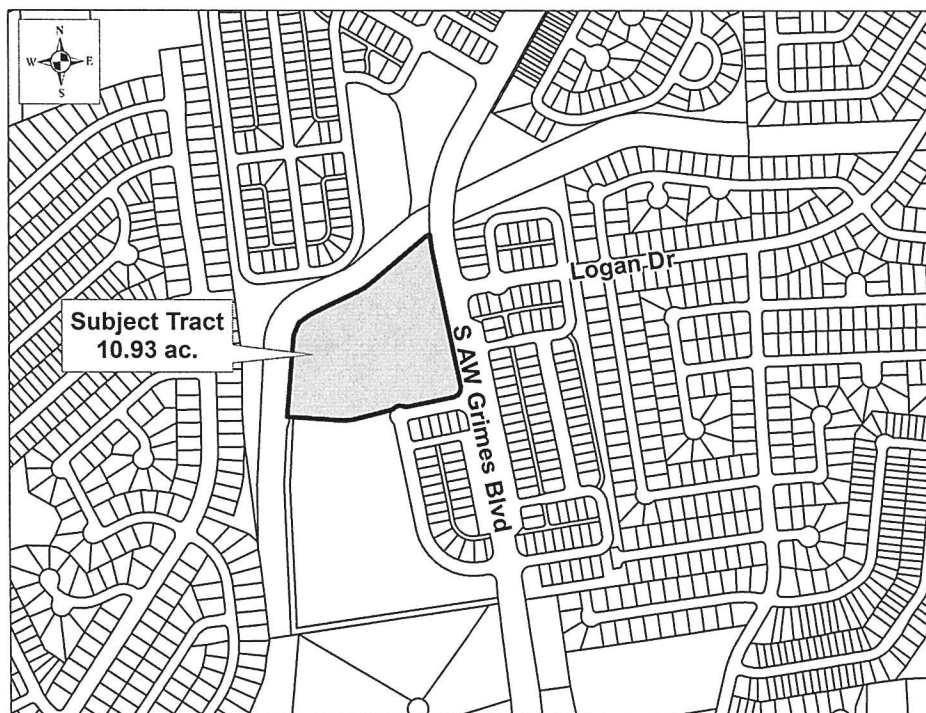 N
W E
S
Logan Dr
Subject Tract
10.93 ac.
S AW Grimes Blvd